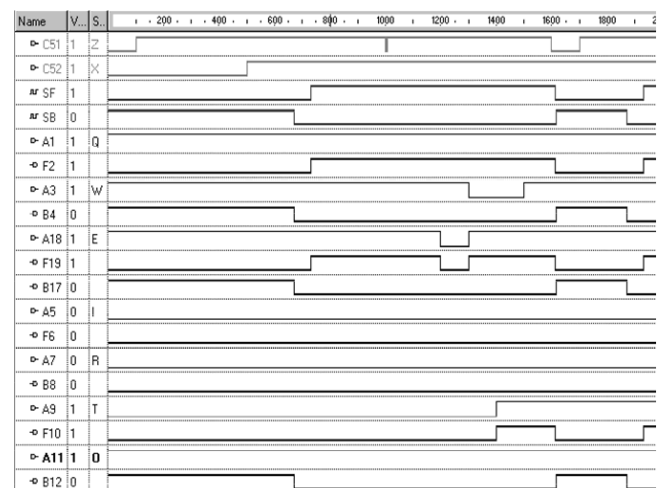 Name V... S.. 200 400 600 800 1000 1200 1400 1600 1800 2
C51 1 Z
C52 1 X
SF 1
SB 0
A1 1 Q
F2 1
A3 1 W
B4 0
A18 1 E
F19 1
B17 0
A5 0 I
F6 0
A7 0 R
B8 0
A9 1 T
F10 1
A11 1 O
B12 0